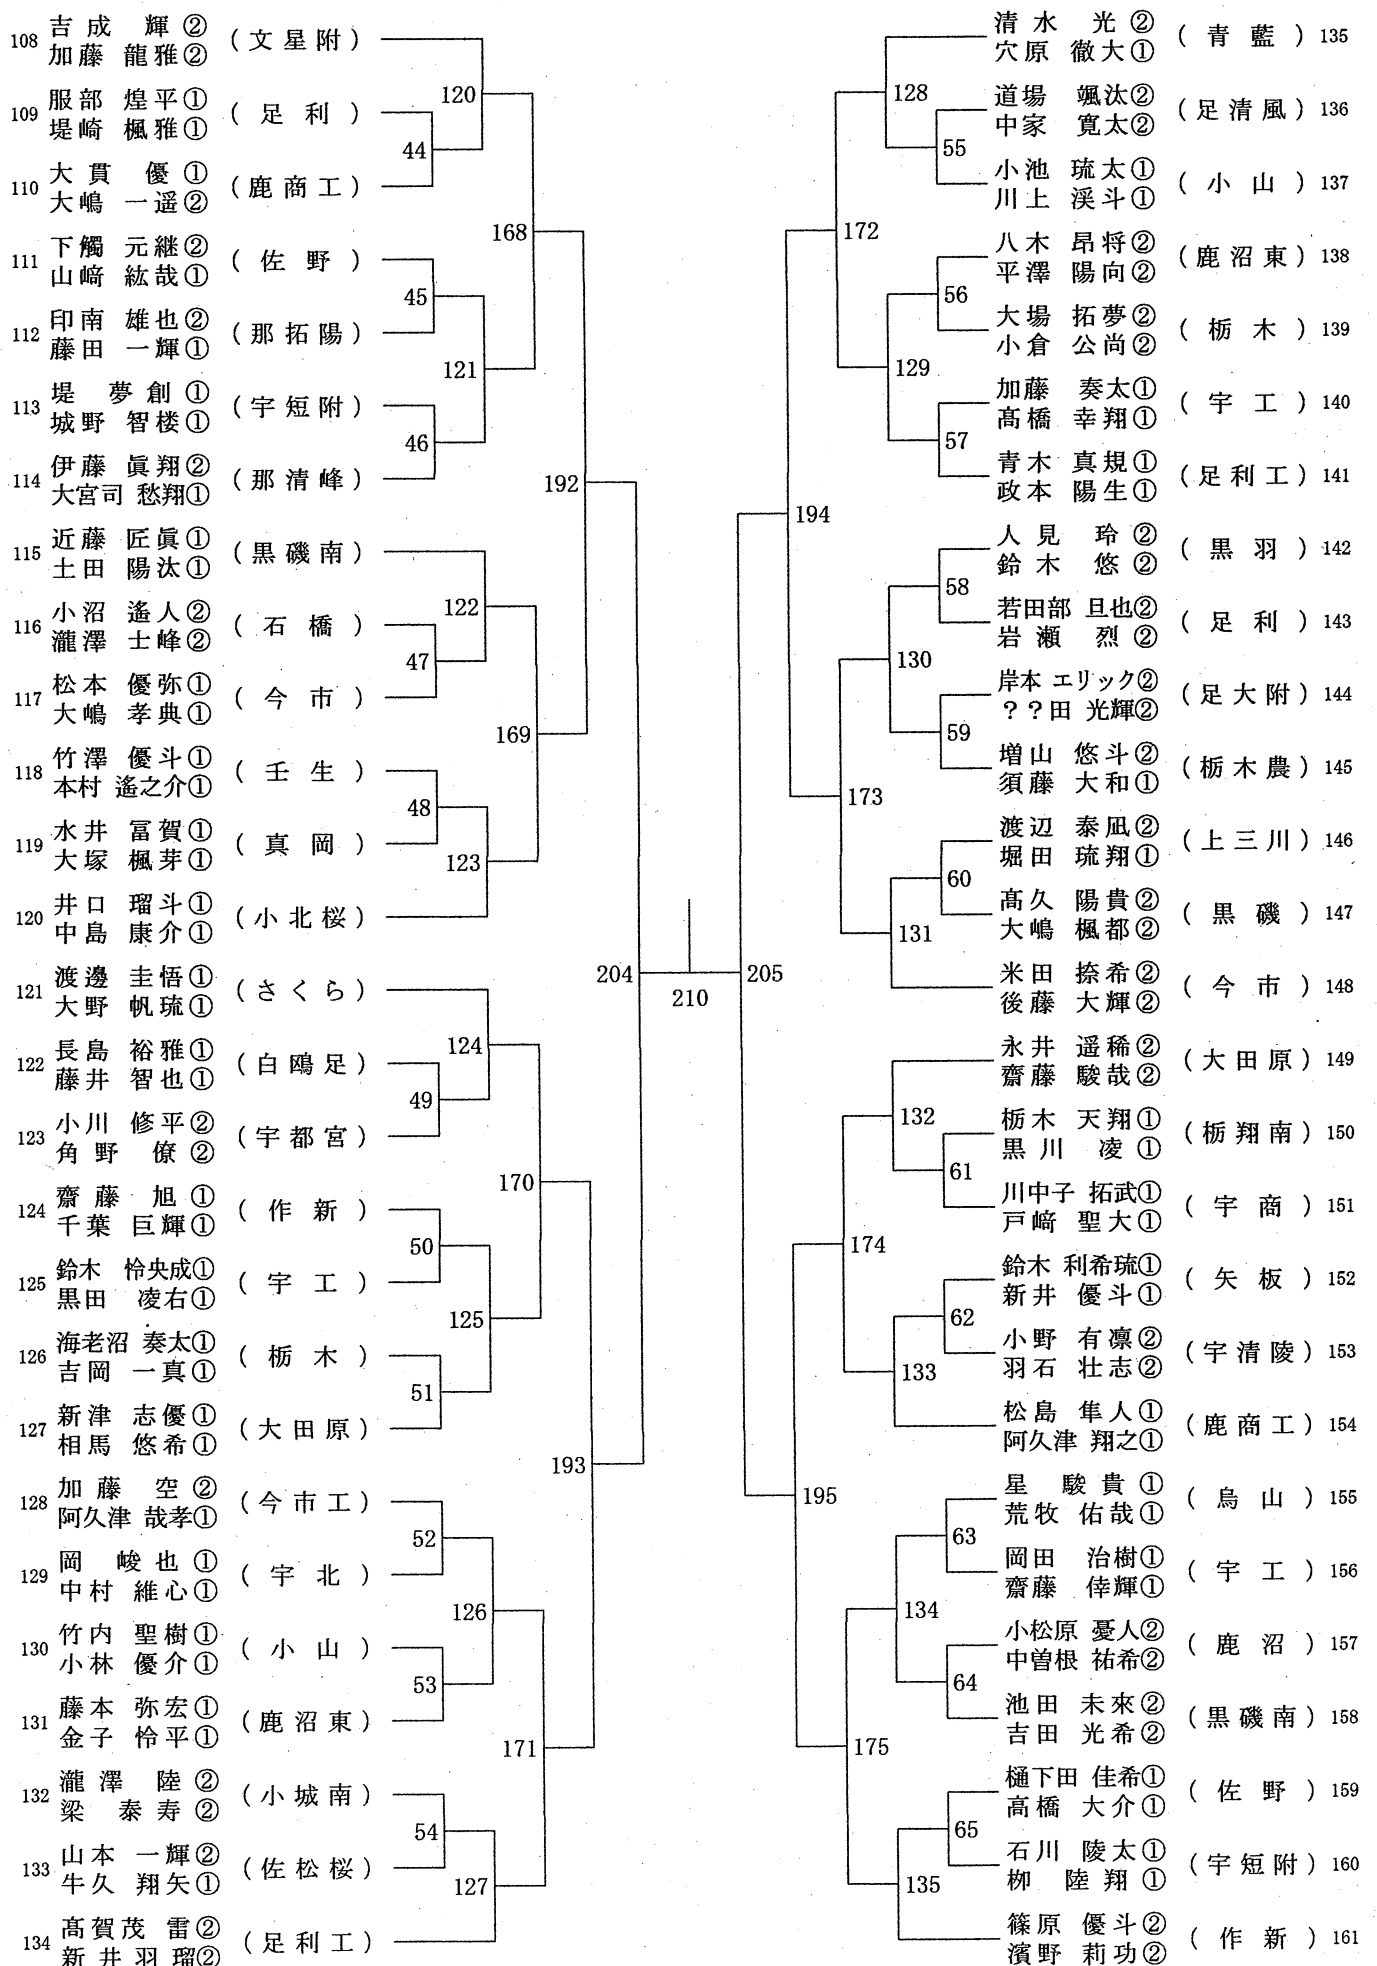 108 吉成 輝② (文星附)
加藤 龍雅②
120
109 服部 煌平① (足利)
堤崎 楓雅①
44
110 大貫 優① (鹿商工)
大嶋 一遥②
168
111 下觸 元継② (佐野)
山﨑 紘哉①
45
112 印南 雄也② (那拓陽)
藤田 一輝①
121
113 堤 夢創① (宇短附)
城野 智楼①
46
114 伊藤 眞翔② (那清峰)
大宮司 愁翔①
192
115 近藤 匠眞① (黒磯南)
土田 陽汰①
122
116 小沼 遙人② (石橋)
瀧澤 士峰②
47
117 松本 優弥① (今市)
大嶋 孝典①
169
118 竹澤 優斗① (壬生)
本村 遙之介①
48
119 水井 冨賀① (真岡)
大塚 楓芽①
123
120 井口 瑠斗① (小北桜)
中島 康介①
204
121 渡邊 圭悟① (さくら)
大野 帆琉①
124
122 長島 裕雅① (白鴎足)
藤井 智也①
49
123 小川 修平② (宇都宮)
角野 僚②
170
124 齋藤 旭① (作新)
千葉 巨輝①
50
125 鈴木 怜央成① (宇工)
黒田 凌右①
125
126 海老沼 奏太① (栃木)
吉岡 一真①
51
127 新津 志優① (大田原)
相馬 悠希①
193
128 加藤 空② (今市工)
阿久津 哉孝①
52
129 岡 峻也① (宇北)
中村 維心①
126
130 竹内 聖樹① (小山)
小林 優介①
53
131 藤本 弥宏① (鹿沼東)
金子 怜平①
171
132 瀧澤 陸② (小城南)
梁 泰寿②
54
133 山本 一輝② (佐松桜)
牛久 翔矢①
127
134 髙賀茂 雷② (足利工)
新井 羽瑠②
210
清水 光② (青藍) 135
穴原 徹大①
128
道場 颯汰② (足清風) 136
中家 寛太②
55
小池 琉太① (小山) 137
川上 渓斗①
172
八木 昂将② (鹿沼東) 138
平澤 陽向②
56
大場 拓夢② (栃木) 139
小倉 公尚②
129
加藤 奏太① (宇工) 140
髙橋 幸翔①
57
青木 真規① (足利工) 141
政本 陽生①
194
人見 玲② (黒羽) 142
鈴木 悠②
58
若田部 旦也② (足利) 143
岩瀬 烈②
130
岸本 エリック② (足大附) 144
??田 光輝②
59
増山 悠斗② (栃木農) 145
須藤 大和①
173
渡辺 泰凪② (上三川) 146
堀田 琉翔①
60
髙久 陽貴② (黒磯) 147
大嶋 楓都②
131
米田 捺希② (今市) 148
後藤 大輝②
205
永井 遥稀② (大田原) 149
齋藤 駿哉②
132
栃木 天翔① (栃翔南) 150
黒川 凌①
61
川中子 拓武① (宇商) 151
戸﨑 聖大①
174
鈴木 利希琉① (矢板) 152
新井 優斗①
62
小野 有凛② (宇清陵) 153
羽石 壮志②
133
松島 隼人① (鹿商工) 154
阿久津 翔之①
195
星 駿貴① (烏山) 155
荒牧 佑哉①
63
岡田 治樹① (宇工) 156
齋藤 倖輝①
134
小松原 憂人② (鹿沼) 157
中曽根 祐希②
64
池田 未來② (黒磯南) 158
吉田 光希②
175
樋下田 佳希① (佐野) 159
高橋 大介①
65
石川 陵太① (宇短附) 160
柳 陸翔①
135
篠原 優斗② (作新) 161
濱野 莉功②